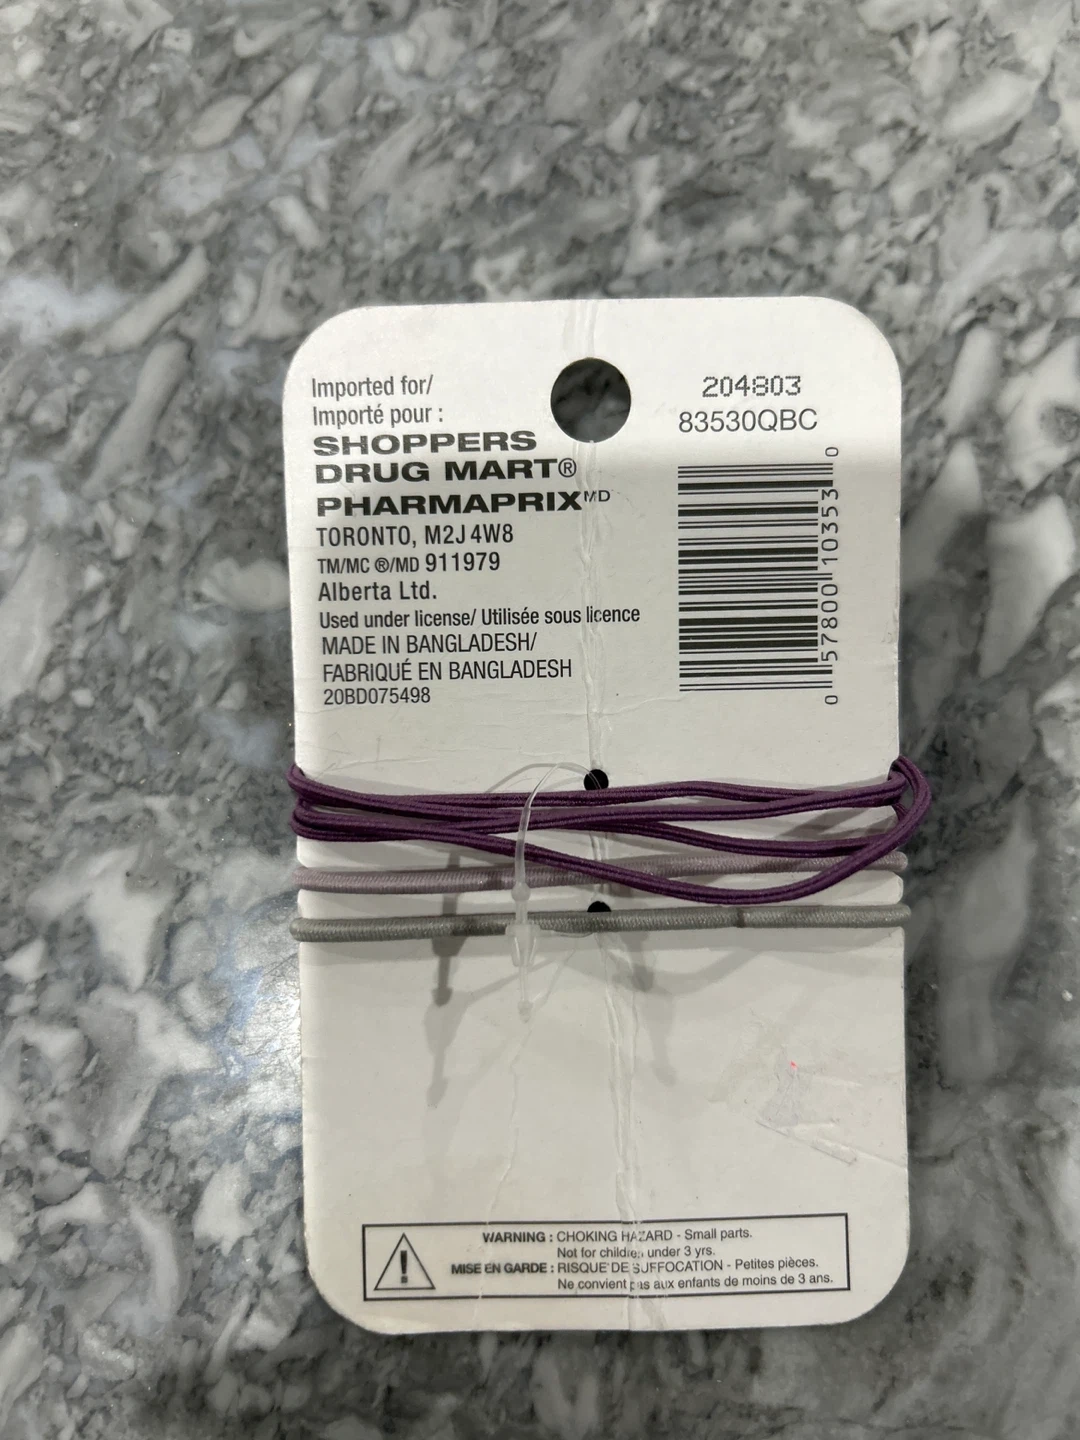 Imported for/
Importé pour :
SHOPPERS
DRUG MART®
PHARMAPRIX MD
TORONTO, M2J 4W8
TM/MC ®/MD 911979
Alberta Ltd.
Used under license/ Utilisée sous licence
MADE IN BANGLADESH/
FABRIQUÉ EN BANGLADESH
20BD075498
204803
83530QBC
0 57800 10353 0
WARNING : CHOKING HAZARD - Small parts.
Not for children under 3 yrs.
MISE EN GARDE : RISQUE DE SUFFOCATION - Petites pièces.
Ne convient pas aux enfants de moins de 3 ans.